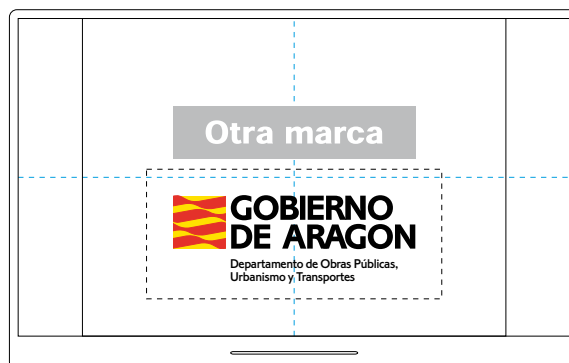 Otra marca
GOBIERNO
DE ARAGON
Departamento de Obras Públicas,
Urbanismo y Transportes